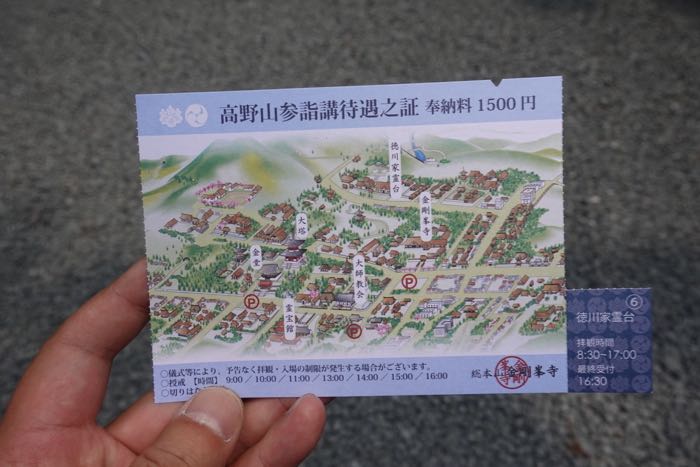 高野山参詣講待遇之証 奉納料1500円
徳川家霊台
金剛峯寺
大塔
金堂
大師教会
霊宝館
P
P
P
○儀式等により、予告なく拝観・入場の制限が発生する場合がございます。
○授戒 【時間】 9:00/10:00/11:00/13:00/14:00/15:00/16:00
○切りは
総本山金剛峯寺
⑥
徳川家霊台
拝観時間
8:30~17:00
最終受付
16:30